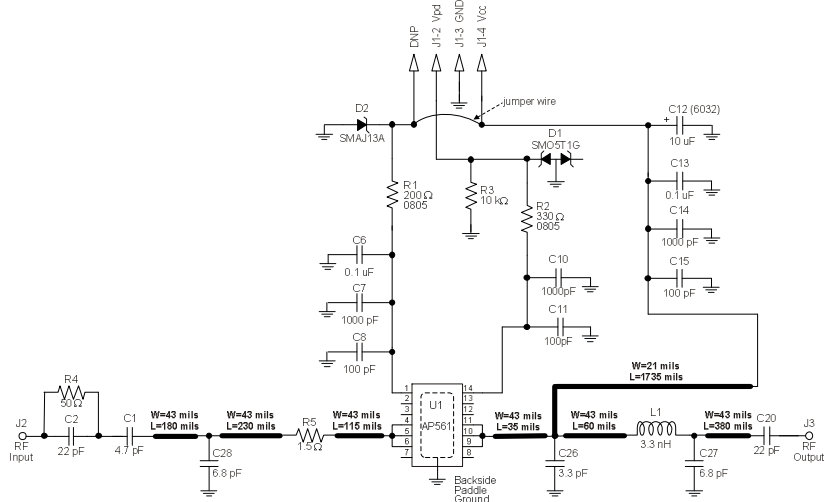 DNP
J1-2 Vpd
J1-3 GND
J1-4 Vcc
jumper wire
D2
SMAJ13A
C12 (6032)
+
10 uF
D1
SMO5T1G
R1
200 Ω
0805
R3
10 kΩ
R2
330 Ω
0805
C13
0.1 uF
C14
1000 pF
C15
100 pF
C6
0.1 uF
C7
1000 pF
C8
100 pF
C10
1000pF
C11
100pF
W=21 mils
L=1735 mils
R4
50Ω
J2
RF
Input
C2
22 pF
C1
4.7 pF
W=43 mils
L=180 mils
C28
6.8 pF
W=43 mils
L=230 mils
R5
1.5Ω
W=43 mils
L=115 mils
1
2
3
4
5
6
7
14
13
12
11
10
9
8
U1
AP561
Backside
Paddle
Ground
W=43 mils
L=35 mils
C26
3.3 pF
W=43 mils
L=60 mils
L1
3.3 nH
C27
6.8 pF
W=43 mils
L=380 mils
C20
22 pF
J3
RF
Output